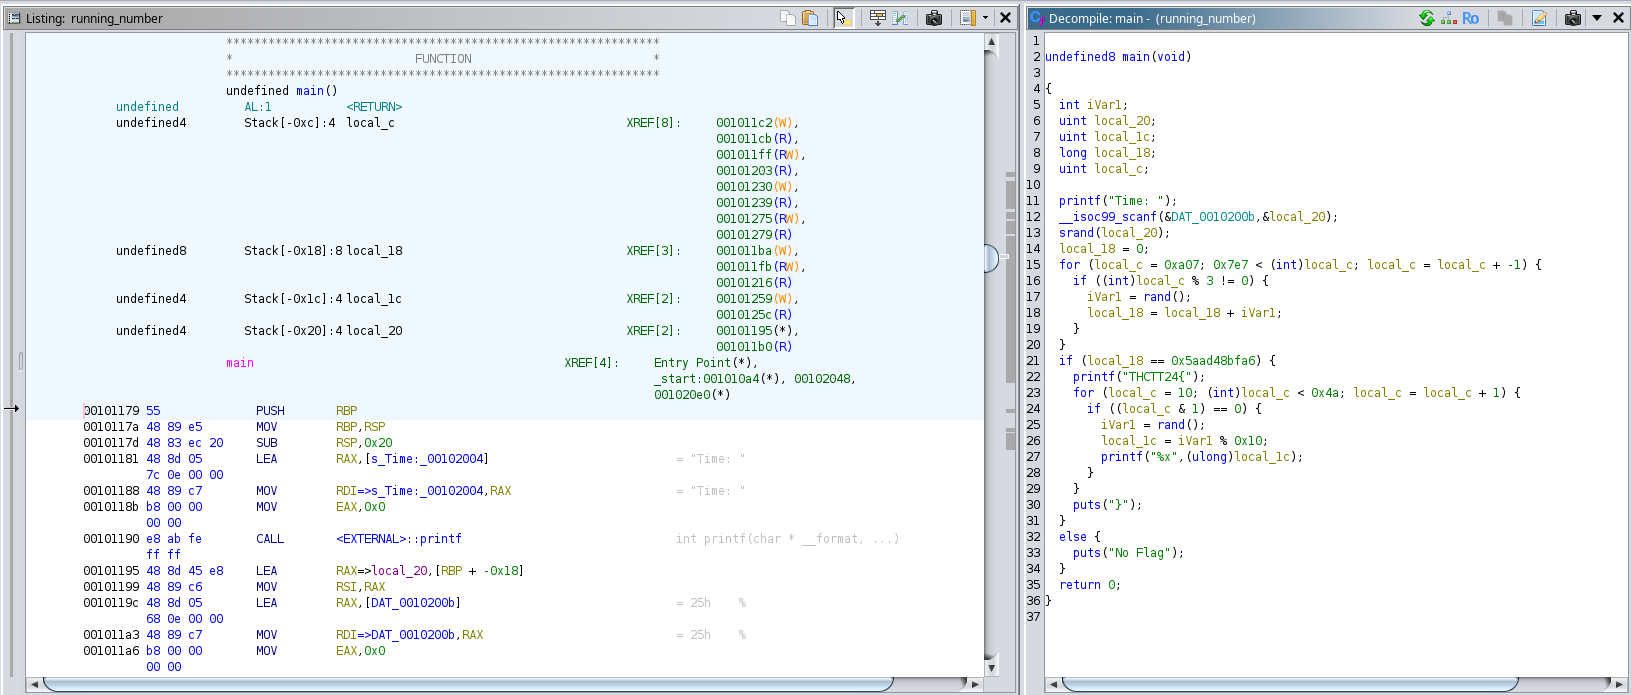 Listing: running_number
*************************************************************
* FUNCTION *
*************************************************************
undefined main()
undefined AL:1 <RETURN>
undefined4 Stack[-0xc]:4 local_c XREF[8]: 001011c2(W),
001011cb(R),
001011ff(RW),
00101203(R),
00101230(W),
00101239(R),
00101275(RW),
00101279(R)
undefined8 Stack[-0x18]:8 local_18 XREF[3]: 001011ba(W),
001011fb(RW),
00101216(R)
undefined4 Stack[-0x1c]:4 local_1c XREF[2]: 00101259(W),
0010125c(R)
undefined4 Stack[-0x20]:4 local_20 XREF[2]: 00101195(*),
001011b0(R)
main XREF[4]: Entry Point(*),
_start:001010a4(*), 00102048,
001020e0(*)
00101179 55 PUSH RBP
0010117a 48 89 e5 MOV RBP,RSP
0010117d 48 83 ec 20 SUB RSP,0x20
00101181 48 8d 05 LEA RAX,[s_Time:_00102004] = "Time: "
7c 0e 00 00
00101188 48 89 c7 MOV RDI=>s_Time:_00102004,RAX = "Time: "
0010118b b8 00 00 MOV EAX,0x0
00 00
00101190 e8 ab fe CALL <EXTERNAL>::printf int printf(char * __format, ...)
ff ff
00101195 48 8d 45 e8 LEA RAX=>local_20,[RBP + -0x18]
00101199 48 89 c6 MOV RSI,RAX
0010119c 48 8d 05 LEA RAX,[DAT_0010200b] = 25h %
68 0e 00 00
001011a3 48 89 c7 MOV RDI=>DAT_0010200b,RAX = 25h %
001011a6 b8 00 00 MOV EAX,0x0
00 00
Decompile: main - (running_number)
Ro
1
2 undefined8 main(void)
3
4 {
5 int iVar1;
6 uint local_20;
7 uint local_1c;
8 long local_18;
9 uint local_c;
10
11 printf("Time: ");
12 __isoc99_scanf(&DAT_0010200b,&local_20);
13 srand(local_20);
14 local_18 = 0;
15 for (local_c = 0xa07; 0x7e7 < (int)local_c; local_c = local_c + -1) {
16 if ((int)local_c % 3 != 0) {
17 iVar1 = rand();
18 local_18 = local_18 + iVar1;
19 }
20 }
21 if (local_18 == 0x5aad48bfa6) {
22 printf("THCTT24{");
23 for (local_c = 10; (int)local_c < 0x4a; local_c = local_c + 1) {
24 if ((local_c & 1) == 0) {
25 iVar1 = rand();
26 local_1c = iVar1 % 0x10;
27 printf("%x",(ulong)local_1c);
28 }
29 }
30 puts("}");
31 }
32 else {
33 puts("No Flag");
34 }
35 return 0;
36 }
37